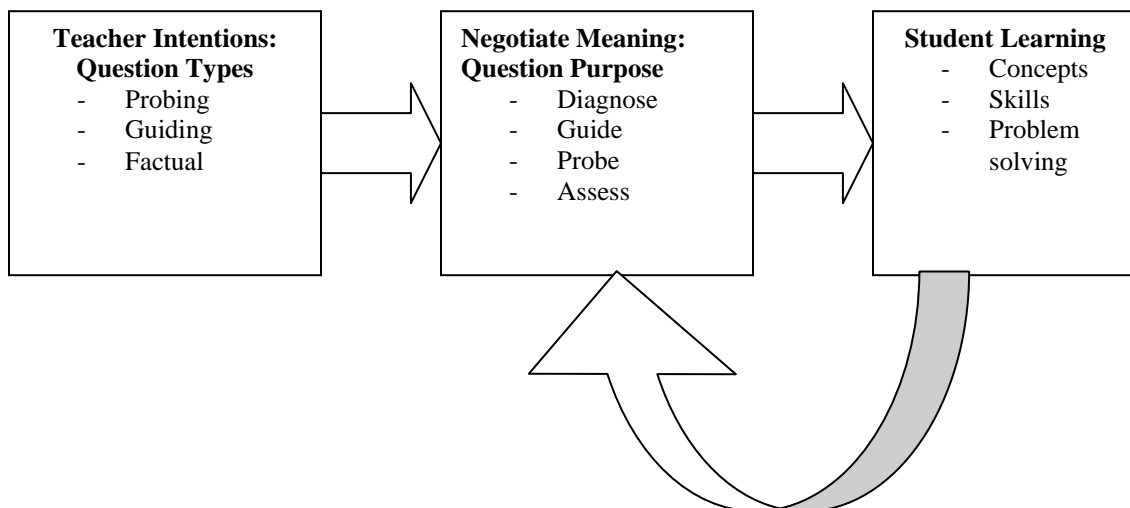 Teacher Intentions:
Question Types
- Probing
- Guiding
- Factual
Negotiate Meaning:
Question Purpose
- Diagnose
- Guide
- Probe
- Assess
Student Learning
- Concepts
- Skills
- Problem
solving